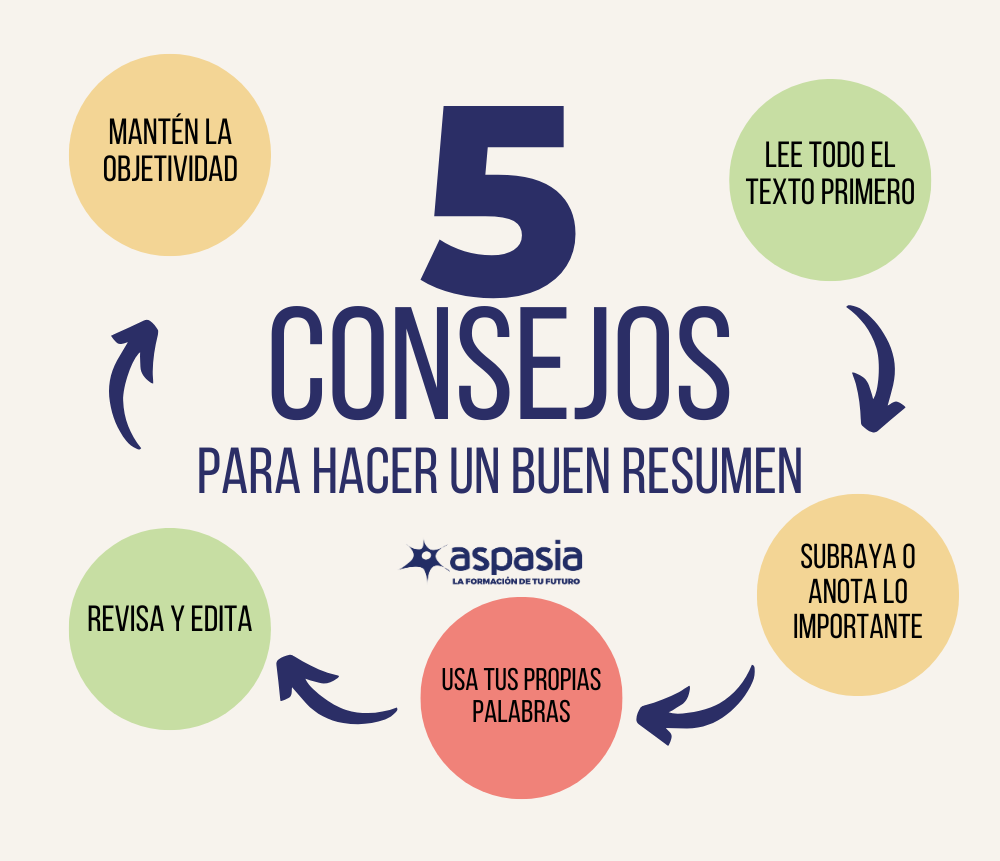 5
CONSEJOS
PARA HACER UN BUEN RESUMEN
aspasia
LA FORMACIÓN DE TU FUTURO
LEE TODO EL
TEXTO PRIMERO
SUBRAYA O
ANOTA LO
IMPORTANTE
USA TUS PROPIAS
PALABRAS
REVISA Y EDITA
MANTÉN LA
OBJETIVIDAD